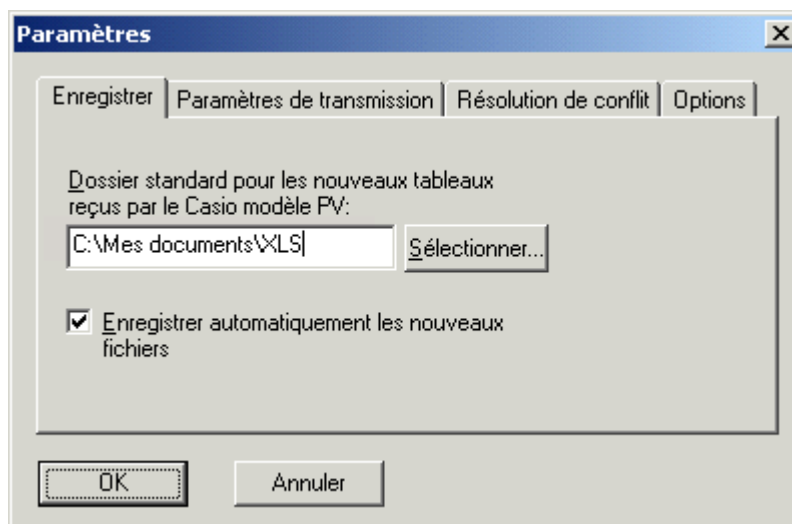 Paramètres
Enregistrer Paramètres de transmission Résolution de conflit Options
Dossier standard pour les nouveaux tableaux
reçus par le Casio modèle PV:
C:\Mes documents\XLS
Sélectionner...
Enregistrer automatiquement les nouveaux
fichiers
OK Annuler